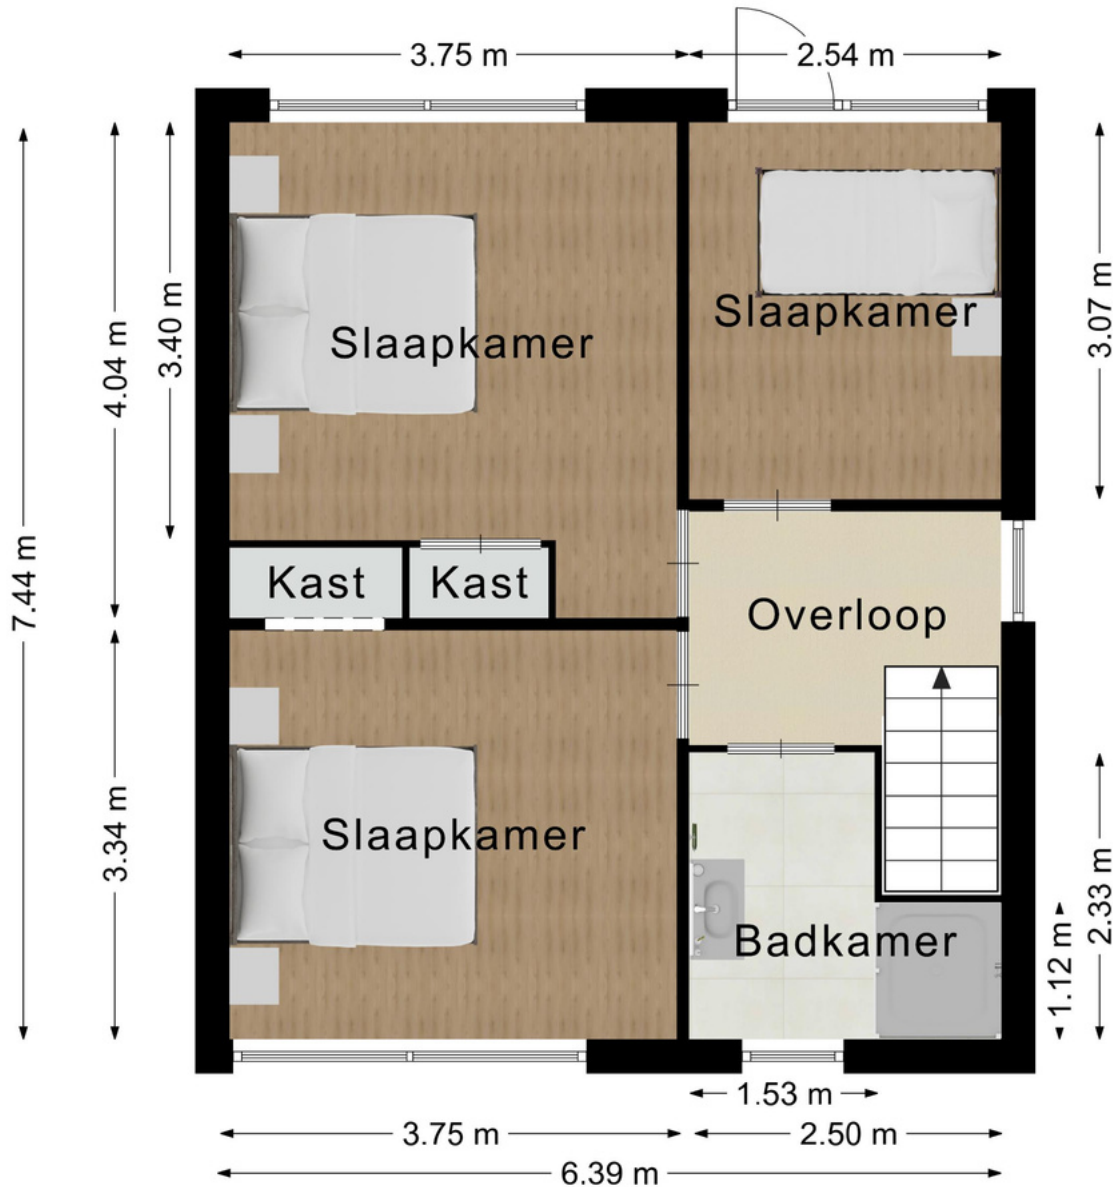 3.75 m
2.54 m
3.40 m
4.04 m
7.44 m
3.07 m
Slaapkamer
Slaapkamer
Kast
Kast
Overloop
3.34 m
Slaapkamer
Badkamer
2.33 m
1.12 m
1.53 m
3.75 m
2.50 m
6.39 m